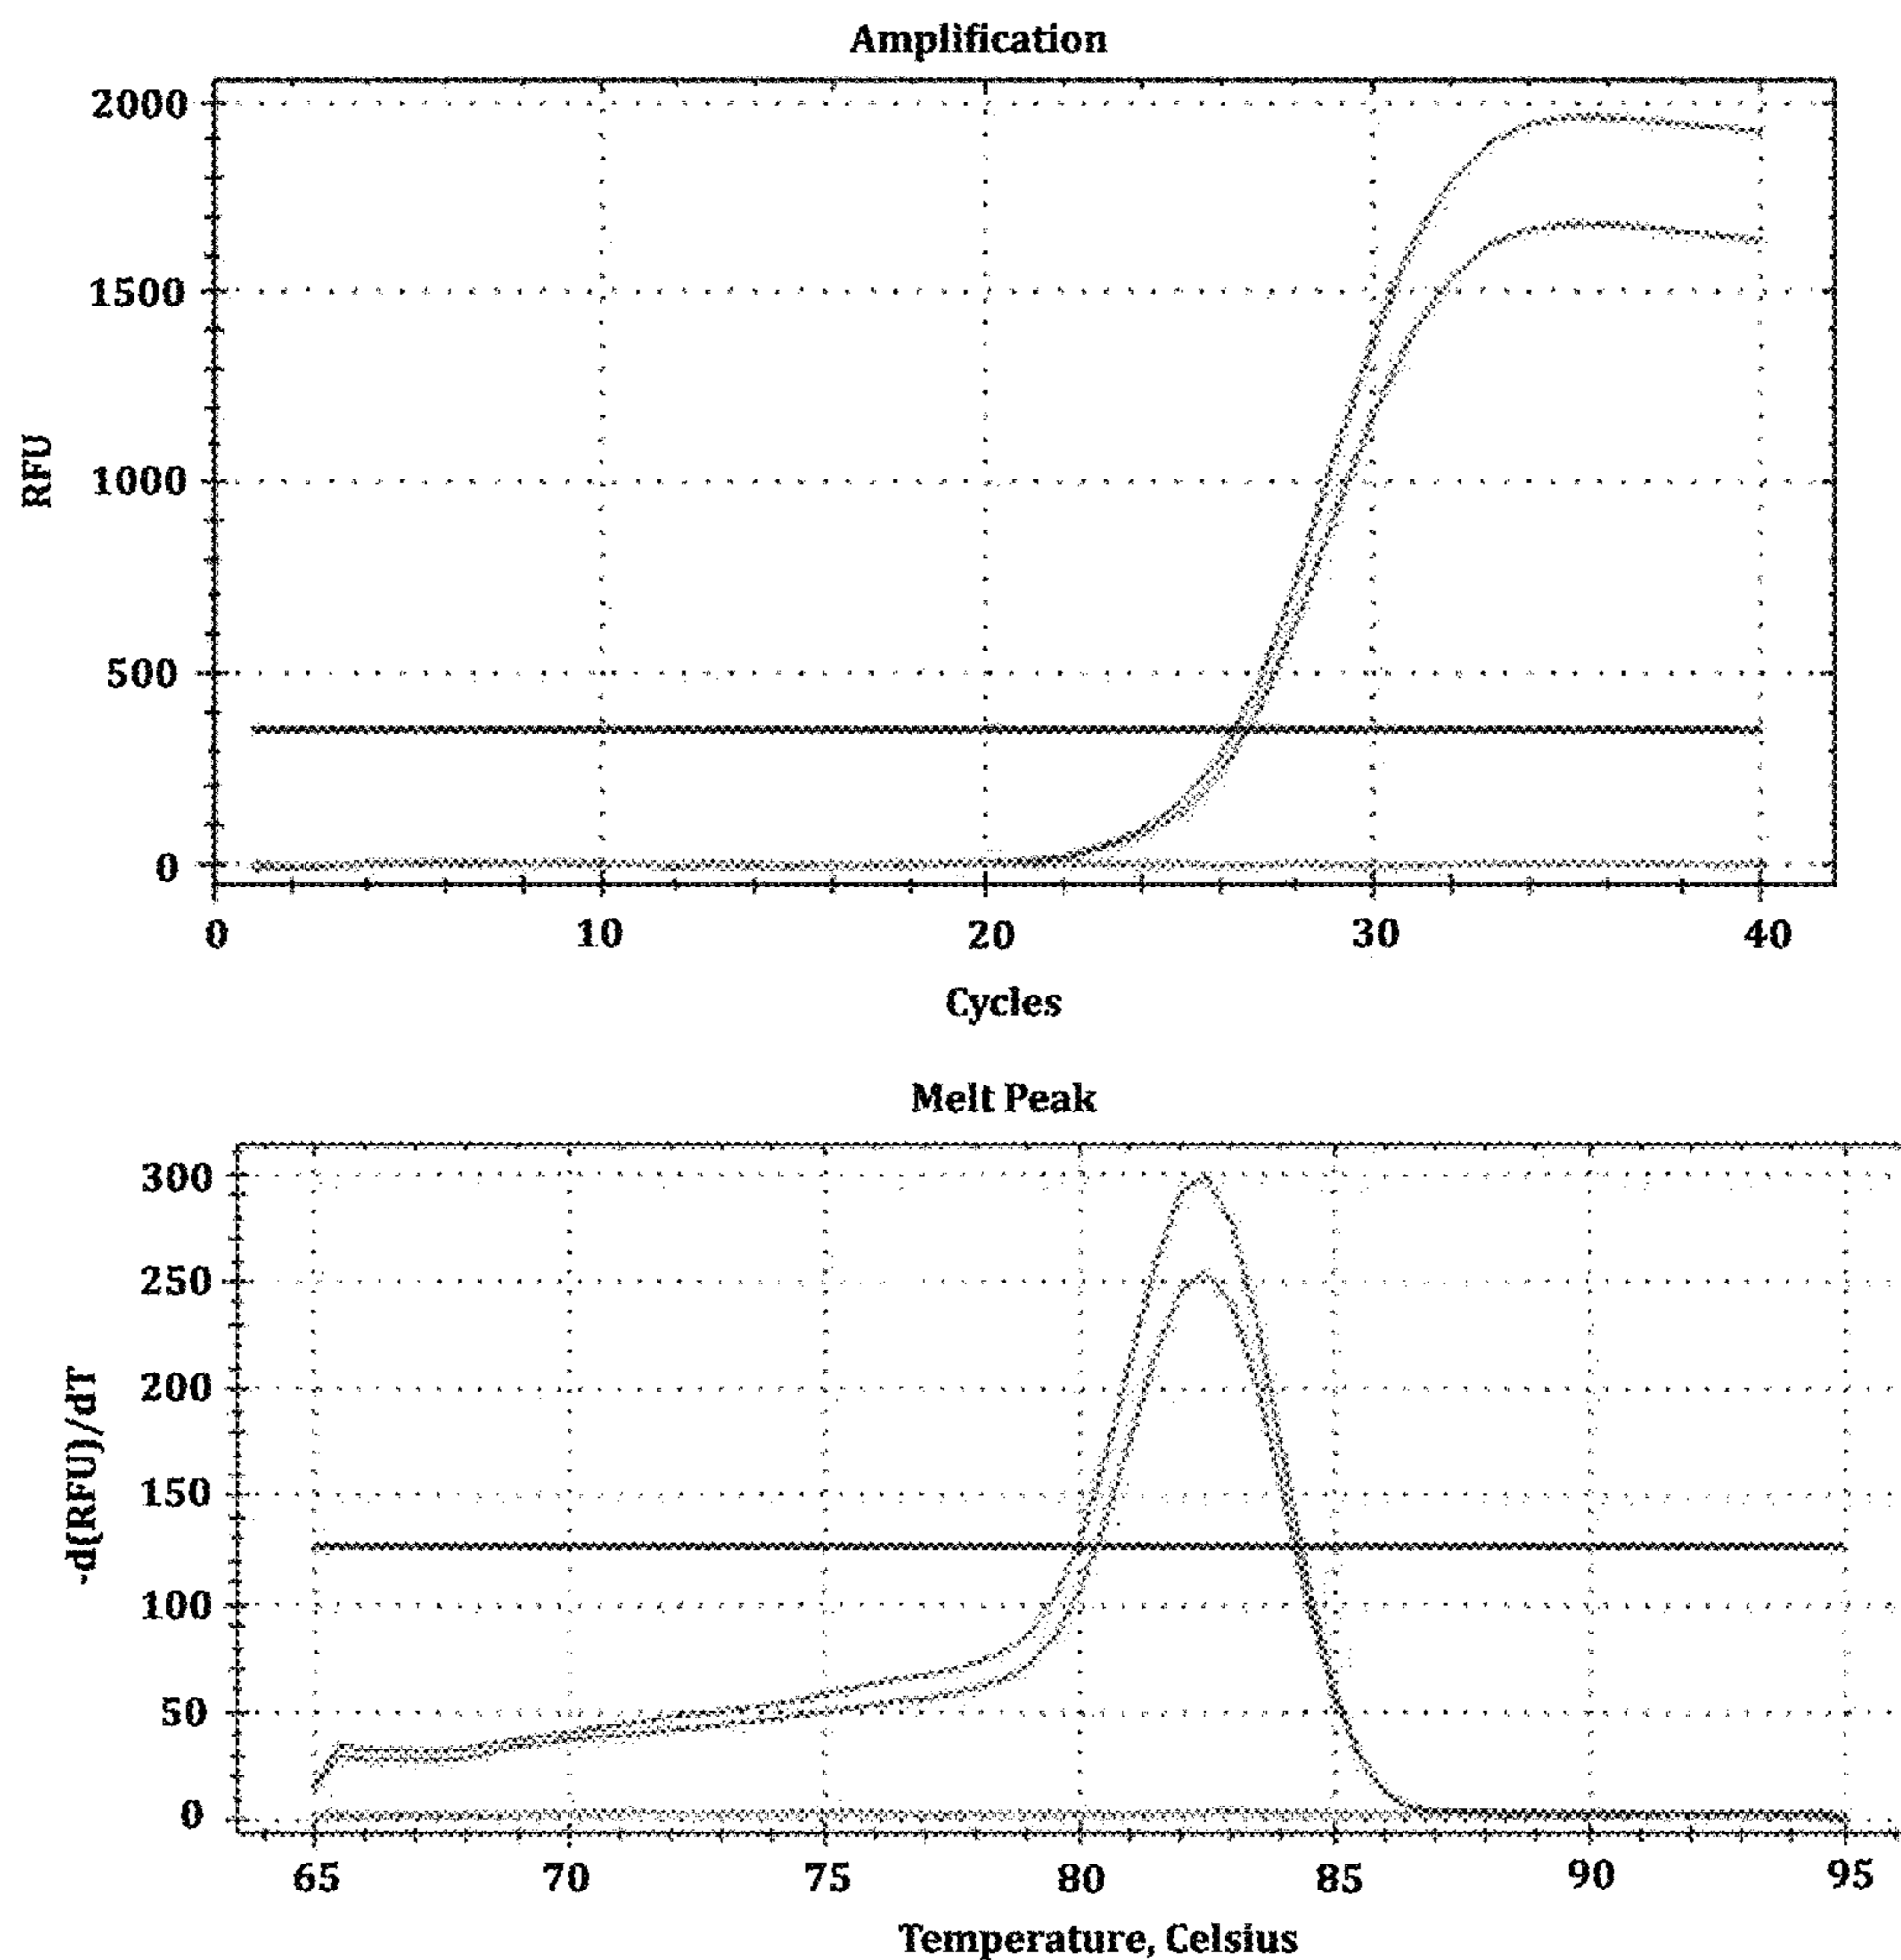 Amplification
2000
1500
1000
500
0
RFU
0 10 20 30 40
Cycles
Melt Peak
300
250
200
150
100
50
0
-d(RFU)/dT
65 70 75 80 85 90 95
Temperature, Celsius